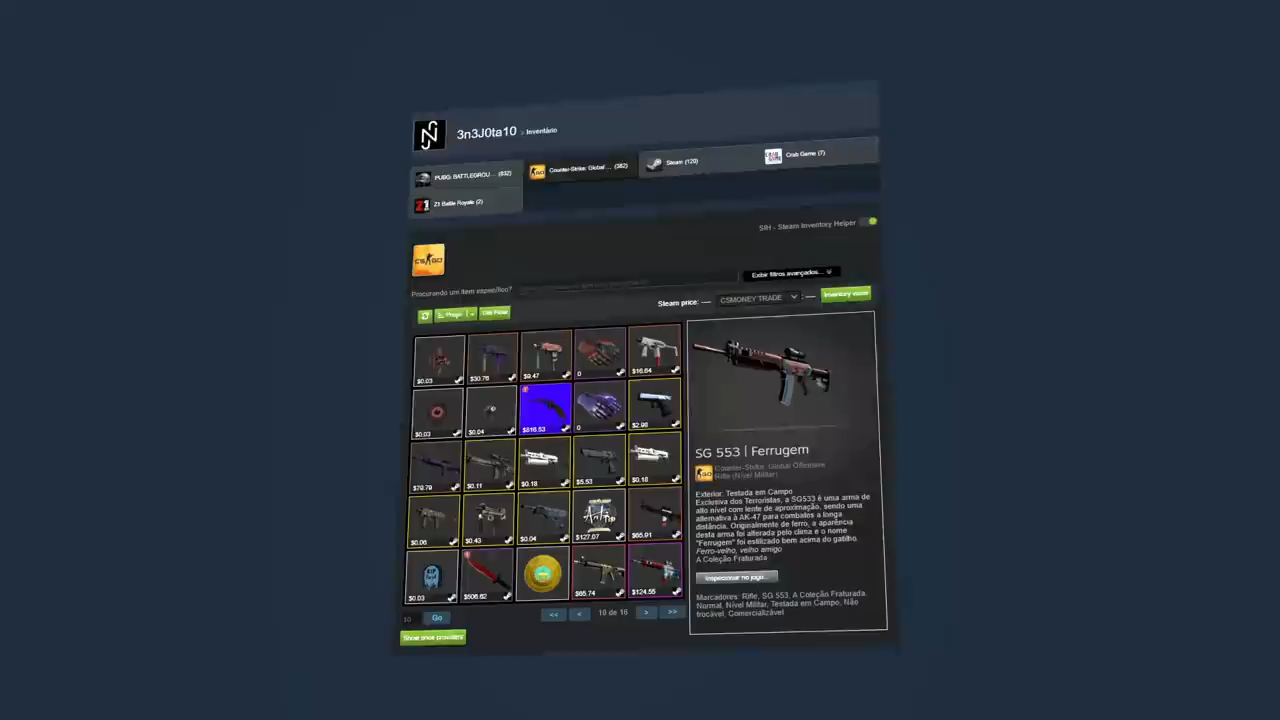 3n3J0ta10 > Inventário
PUBG: BATTLEGROU... (832)
Counter-Strike: Global ... (382)
Steam (120)
Crab Game (7)
Z1 Battle Royale (2)
SIH - Steam Inventory Helper
CS GO
Exibir filtros avançados...
Procurando um item específico?
Steam price: —
CSMONEY TRADE
: —
Inventory value
Preço
$0.03
$30.76
$9.47
0
$16.64
$0.03
$0.04
$816.53
0
$2.98
$79.79
$0.11
$0.18
$5.53
$0.18
$0.06
$0.43
$0.04
$127.07
$65.91
$0.03
$506.62
$65.74
$124.55
SG 553 | Ferrugem
Counter-Strike: Global Offensive
Rifle (Nível Militar)
Exterior: Testada em Campo
Exclusiva dos Terroristas, a SG533 é uma arma de
alto nível com lente de aproximação, sendo uma
alternativa à AK-47 para combates a longa
distância. Originalmente de ferro, a aparência
desta arma foi alterada pelo clima e o nome
"Ferrugem" foi estilizado bem acima do gatilho.
Ferro-velho, velho amigo
A Coleção Fraturada
Inspecionar no jogo...
Marcadores: Rifle, SG 553, A Coleção Fraturada,
Normal, Nível Militar, Testada em Campo, Não
trocável, Comercializável
10
Go
<<
<
10 de 16
>
>>